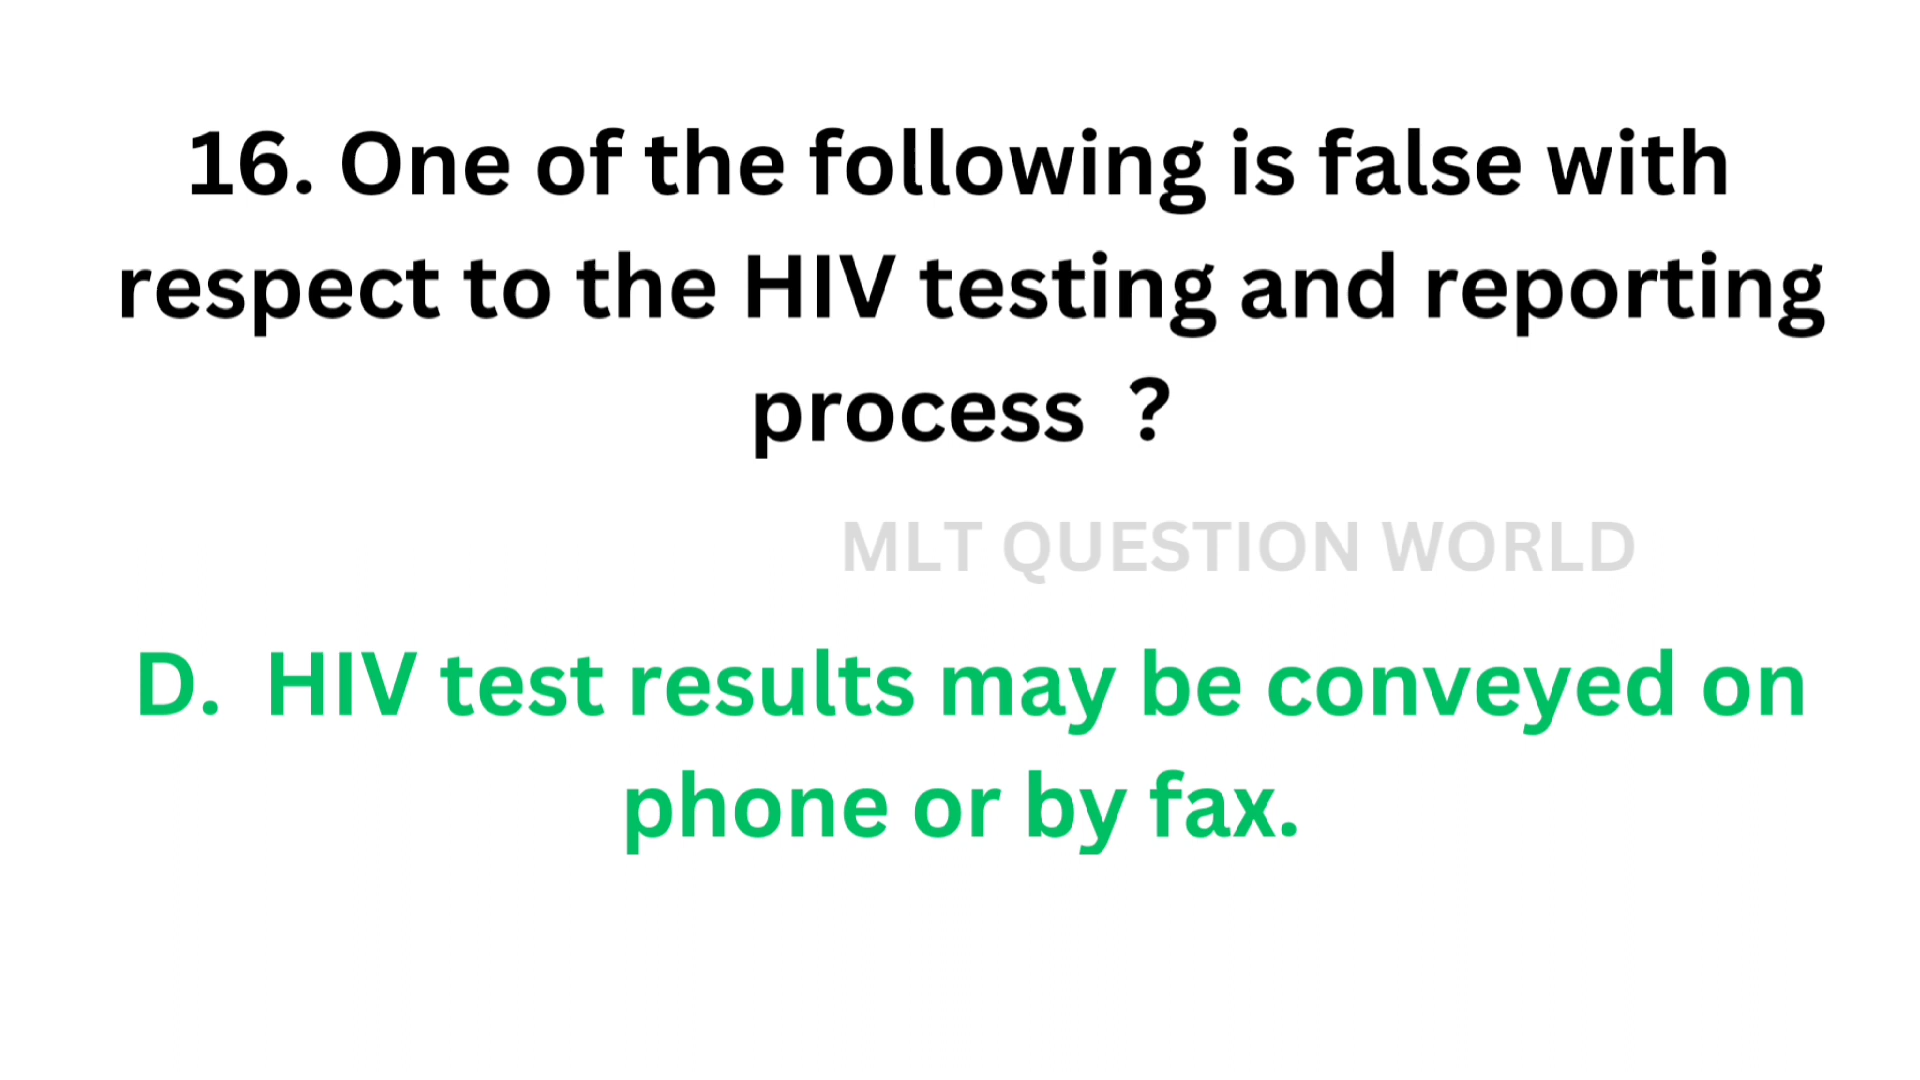 16. One of the following is false with
respect to the HIV testing and reporting
process ?
MLT QUESTION WORLD
D. HIV test results may be conveyed on
phone or by fax.